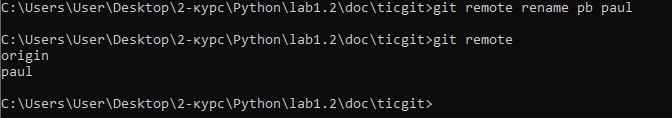 C:\Users\User\Desktop\2-курс\Python\lab1.2\doc\ticgit>git remote rename pb paul
C:\Users\User\Desktop\2-курс\Python\lab1.2\doc\ticgit>git remote
origin
paul
C:\Users\User\Desktop\2-курс\Python\lab1.2\doc\ticgit>